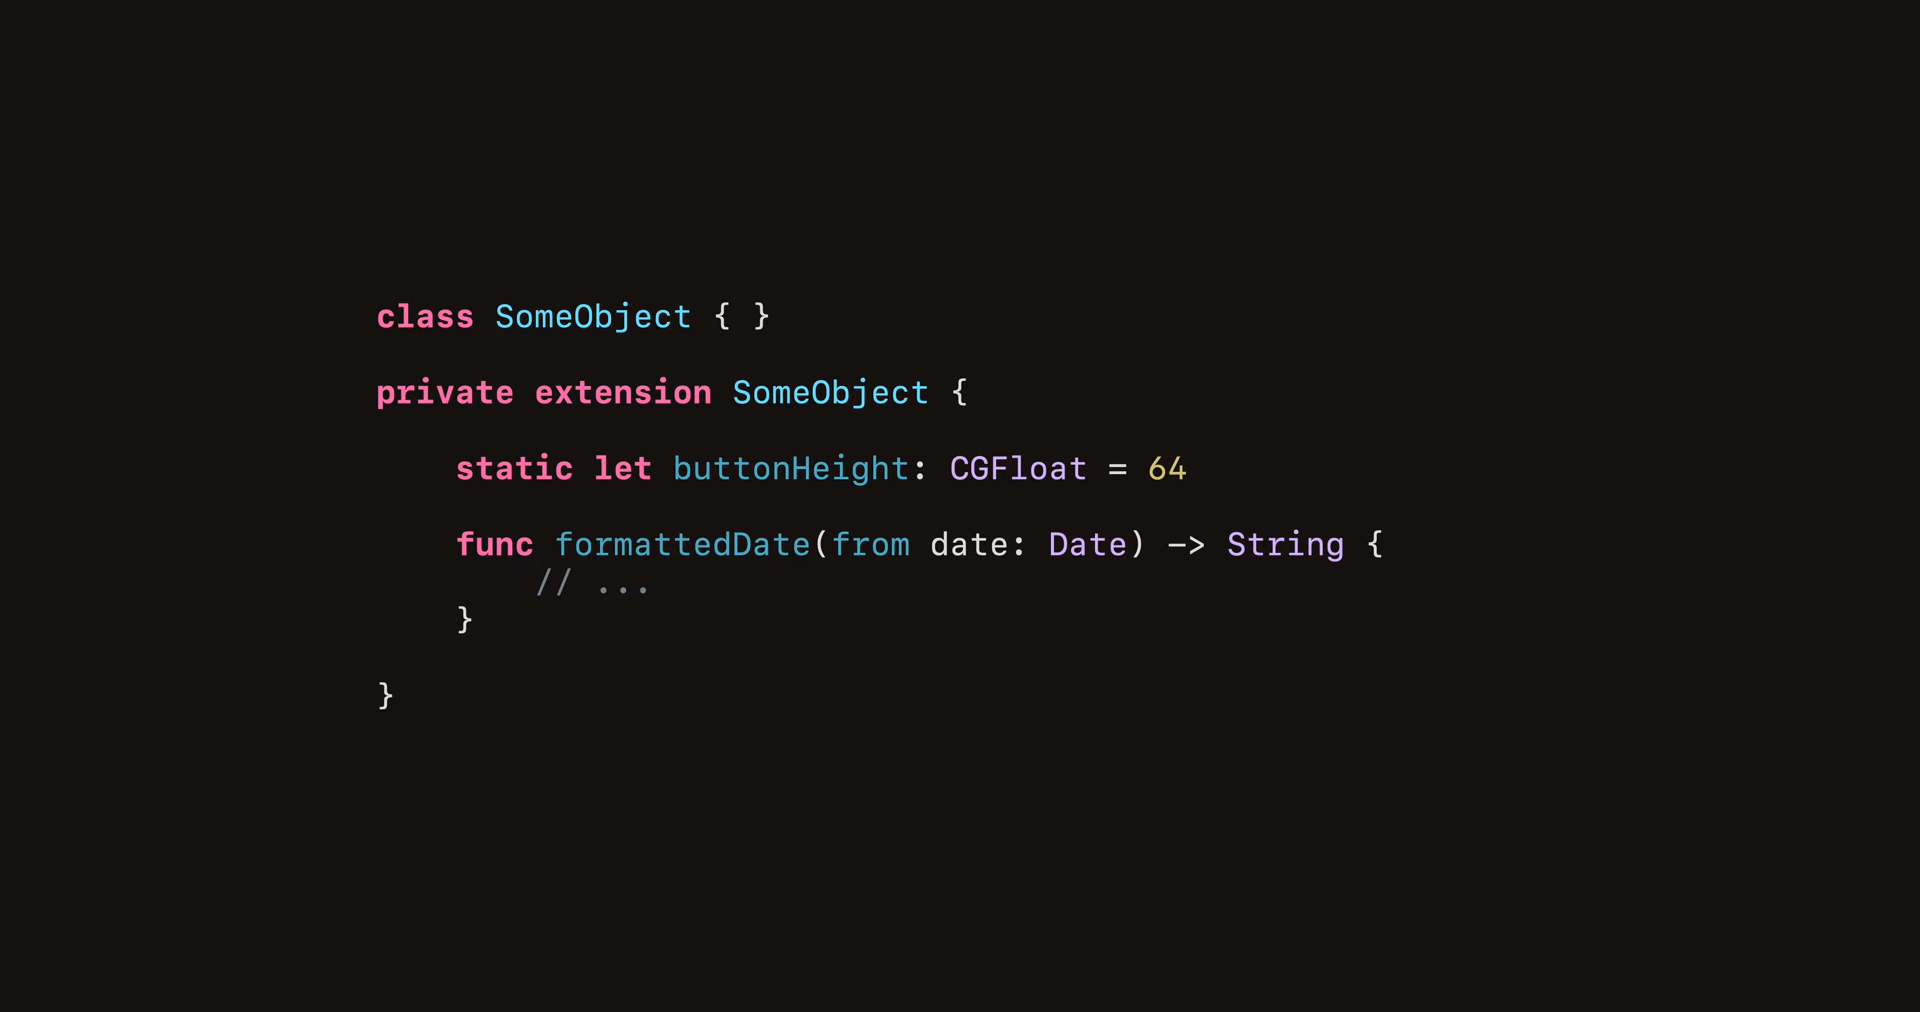 class SomeObject { }
private extension SomeObject {
static let buttonHeight: CGFloat = 64
func formattedDate(from date: Date) -> String {
// ...
}
}